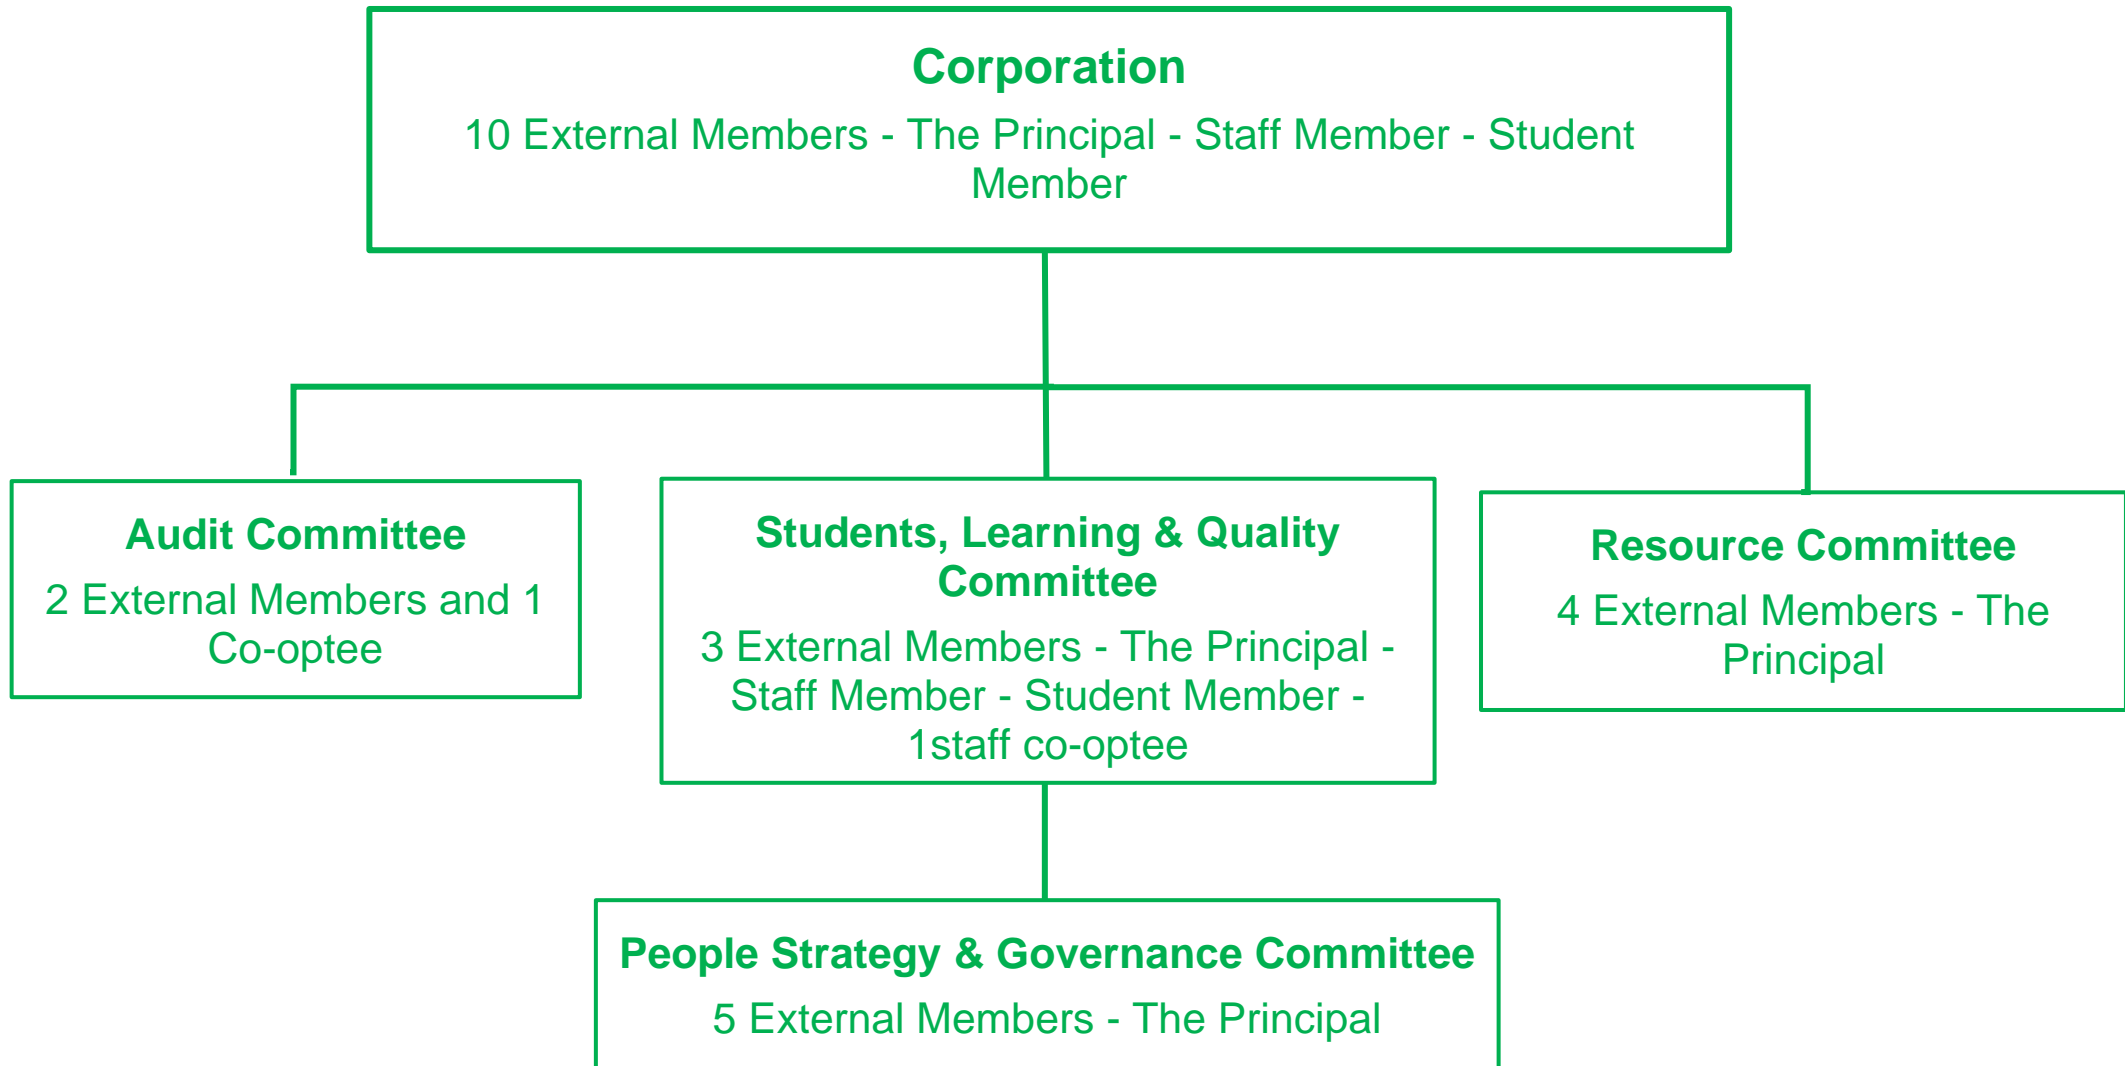 Corporation
10 External Members - The Principal - Staff Member - Student
Member
Audit Committee
2 External Members and 1
Co-optee
Students, Learning & Quality
Committee
3 External Members - The Principal -
Staff Member - Student Member -
1staff co-optee
Resource Committee
4 External Members - The
Principal
People Strategy & Governance Committee
5 External Members - The Principal